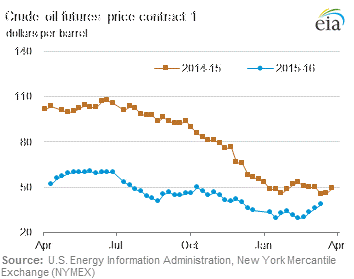 Crude oil futures price contract 1
dollars per barrel
eia
140
2014-15
2015-16
110
80
50
20
Apr
Jul
Oct
Jan
Apr
Source: U.S. Energy Information Administration, New York Mercantile
Exchange (NYMEX)